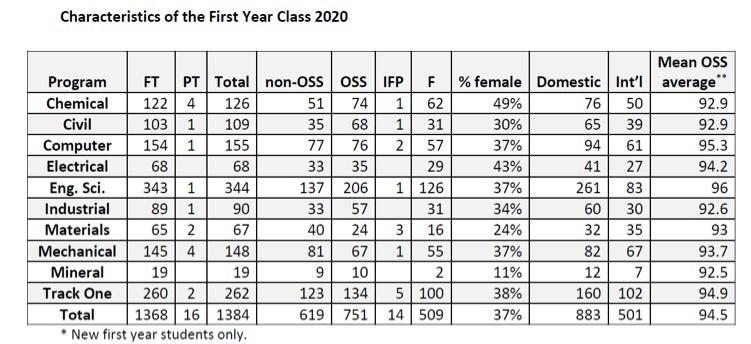 Characteristics of the First Year Class 2020
Mean OSS
Program FT PT Total non-OSS OSS IFP F % female Domestic Int'l average**
Chemical 122 4 126 51 74 1 62 49% 76 50 92.9
Civil 103 1 109 35 68 1 31 30% 65 39 92.9
Computer 154 1 155 77 76 2 57 37% 94 61 95.3
Electrical 68 68 33 35 29 43% 41 27 94.2
Eng. Sci. 343 1 344 137 206 1 126 37% 261 83 96
Industrial 89 1 90 33 57 31 34% 60 30 92.6
Materials 65 2 67 40 24 3 16 24% 32 35 93
Mechanical 145 4 148 81 67 1 55 37% 82 67 93.7
Mineral 19 19 9 10 2 11% 12 7 92.5
Track One 260 2 262 123 134 5 100 38% 160 102 94.9
Total 1368 16 1384 619 751 14 509 37% 883 501 94.5
* New first year students only.